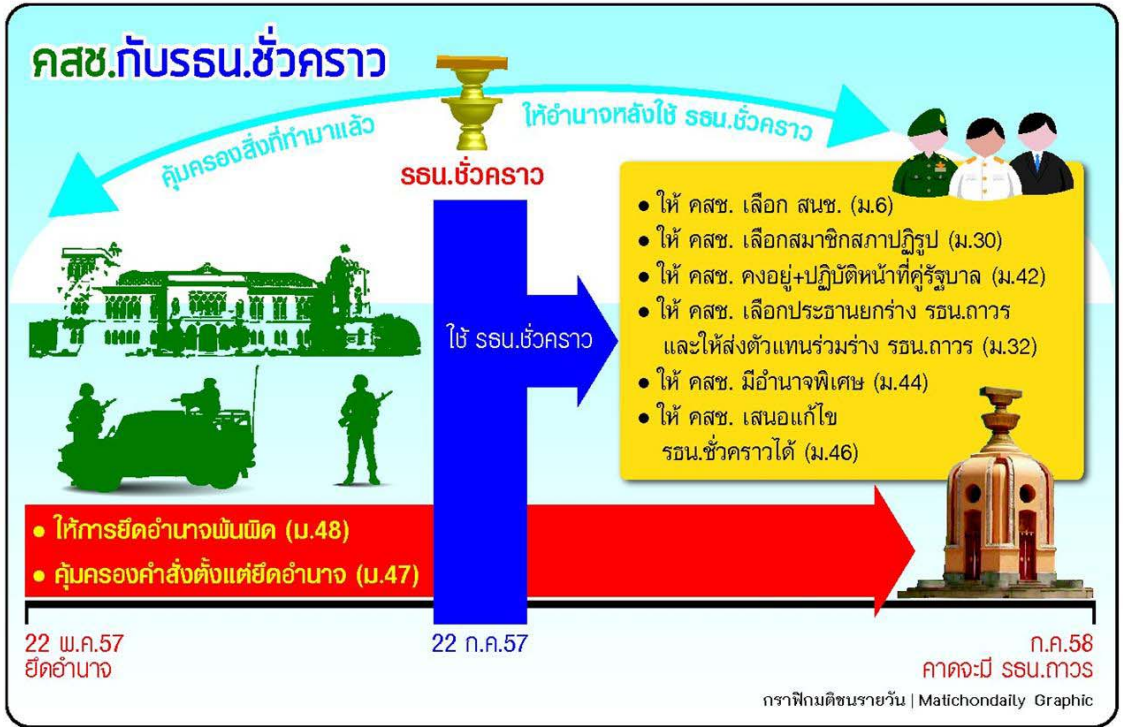 คสช.กับรธน.ชั่วคราว
คุ้มครองสิ่งที่ทำมาแล้ว
ให้อำนาจหลังใช้ รธน.ชั่วคราว
รธน.ชั่วคราว
ใช้ รธน.ชั่วคราว
● ให้ คสช. เลือก สนช. (ม.6)
● ให้ คสช. เลือกสมาชิกสภาปฏิรูป (ม.30)
● ให้ คสช. คงอยู่+ปฏิบัติหน้าที่คู่รัฐบาล (ม.42)
● ให้ คสช. เลือกประธานยกร่าง รธน.ถาวร
และให้ส่งตัวแทนร่วมร่าง รธน.ถาวร (ม.32)
● ให้ คสช. มีอำนาจพิเศษ (ม.44)
● ให้ คสช. เสนอแก้ไข
รธน.ชั่วคราวได้ (ม.46)
● ให้การยึดอำนาจพ้นผิด (ม.48)
● คุ้มครองคำสั่งตั้งแต่ยึดอำนาจ (ม.47)
22 พ.ค.57
ยึดอำนาจ
22 ก.ค.57
ก.ค.58
คาดจะมี รธน.ถาวร
กราฟิกมติชนรายวัน | Matichondaily Graphic